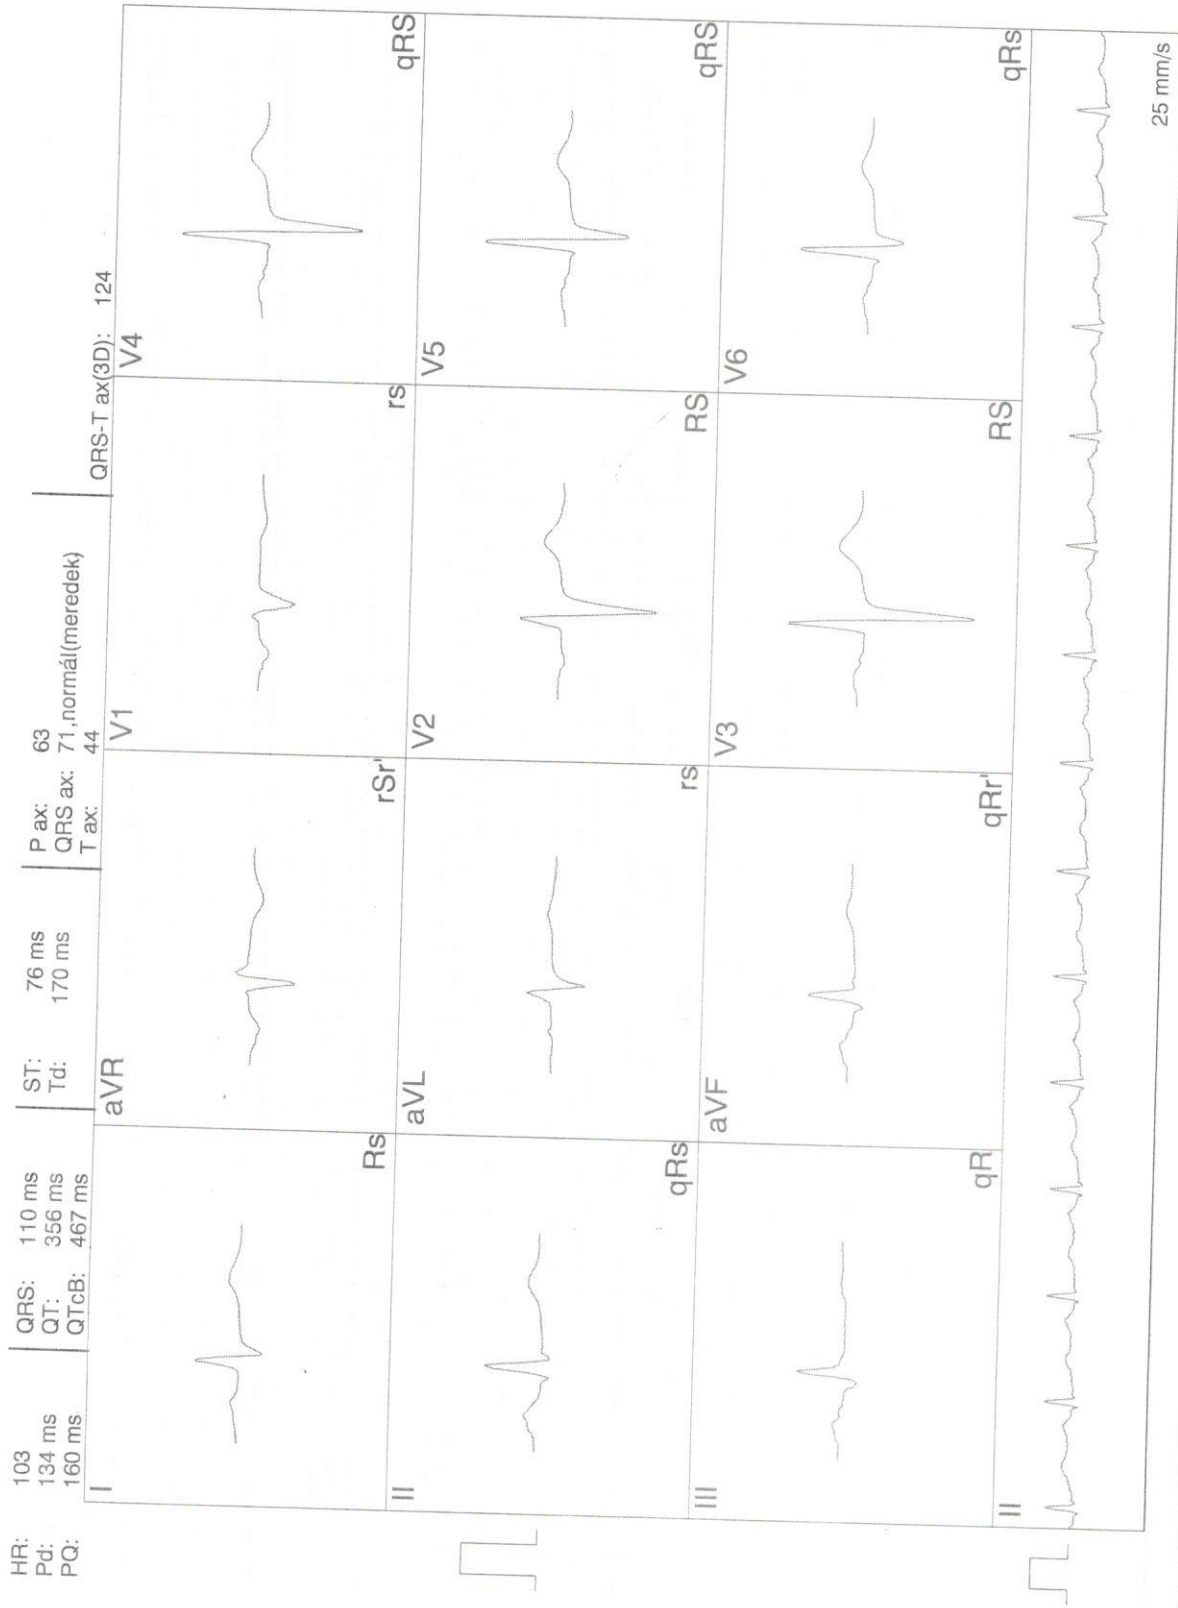 HR: 103
Pd: 134 ms
PQ: 160 ms
QRS: 110 ms
QT: 356 ms
QTcB: 467 ms
ST: 76 ms
Td: 170 ms
P ax: 63
QRS ax: 71,normál(meredek)
T ax: 44
QRS-T ax(3D): 124
I
Rs
aVR
rSr'
V1
rs
V4
qRS
II
qRs
aVL
rs
V2
RS
V5
qRS
III
qR
aVF
qRr'
V3
RS
V6
qRs
II
25 mm/s